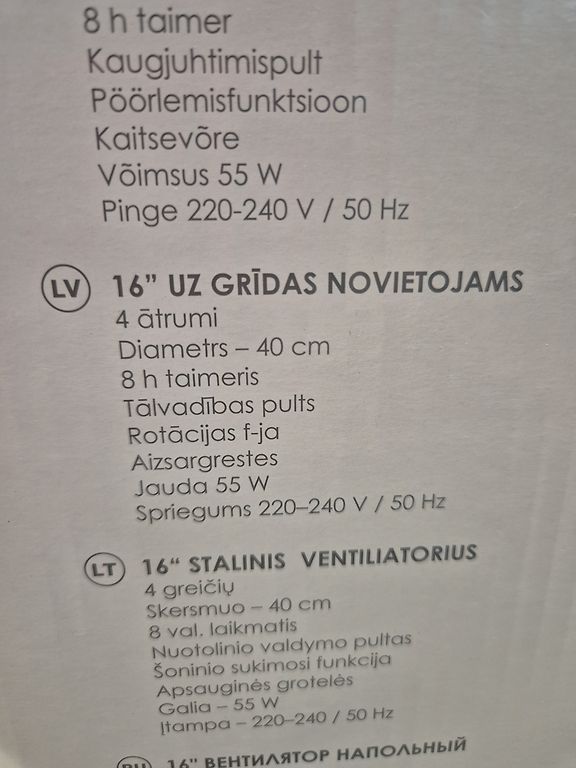 8 h taimer
Kaugjuhtimispult
Pöörlemisfunktsioon
Kaitsevõre
Võimsus 55 W
Pinge 220-240 V / 50 Hz
LV 16” UZ GRĪDAS NOVIETOJAMS
4 ātrumi
Diametrs – 40 cm
8 h taimeris
Tālvadības pults
Rotācijas f-ja
Aizsargrestes
Jauda 55 W
Spriegums 220–240 V / 50 Hz
LT 16“ STALINIS VENTILIATORIUS
4 greičių
Skersmuo – 40 cm
8 val. laikmatis
Nuotolinio valdymo pultas
Šoninio sukimosi funkcija
Apsauginės grotelės
Galia – 55 W
Įtampa – 220–240 / 50 Hz
RU 16" ВЕНТИЛЯТОР НАПОЛЬНЫЙ